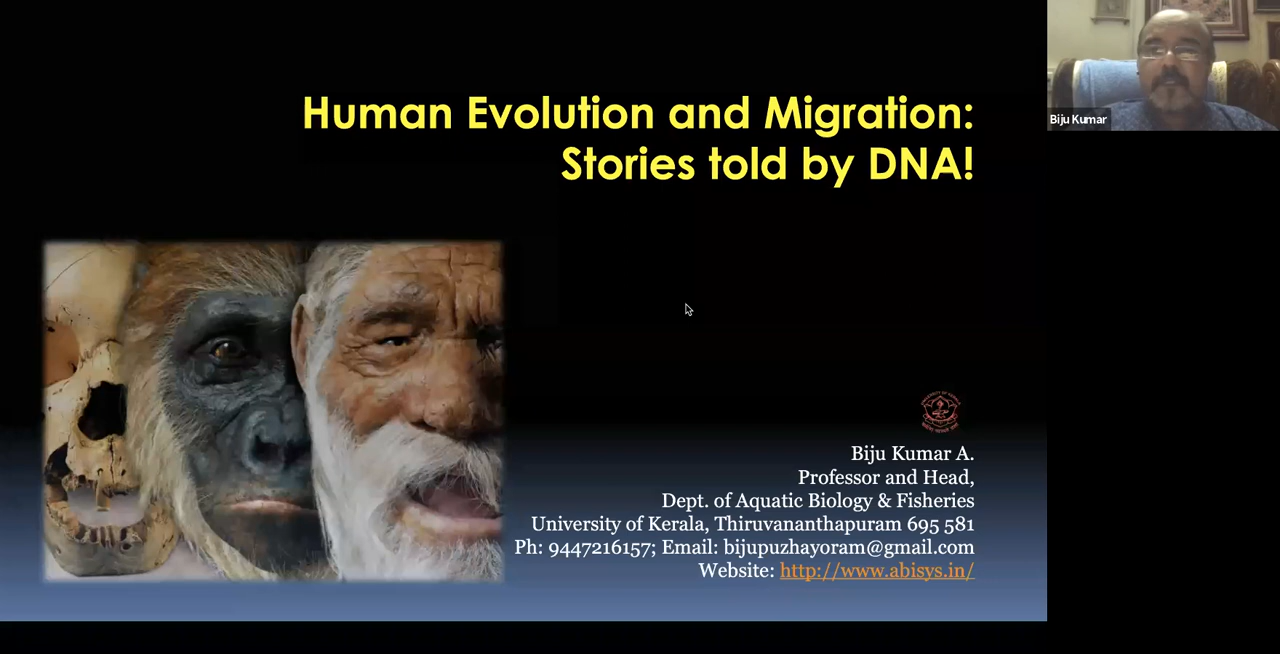 Human Evolution and Migration:
Stories told by DNA!
Biju Kumar
Biju Kumar A.
Professor and Head,
Dept. of Aquatic Biology & Fisheries
University of Kerala, Thiruvananthapuram 695 581
Ph: 9447216157; Email: bijupuzhayoram@gmail.com
Website: http://www.abisys.in/